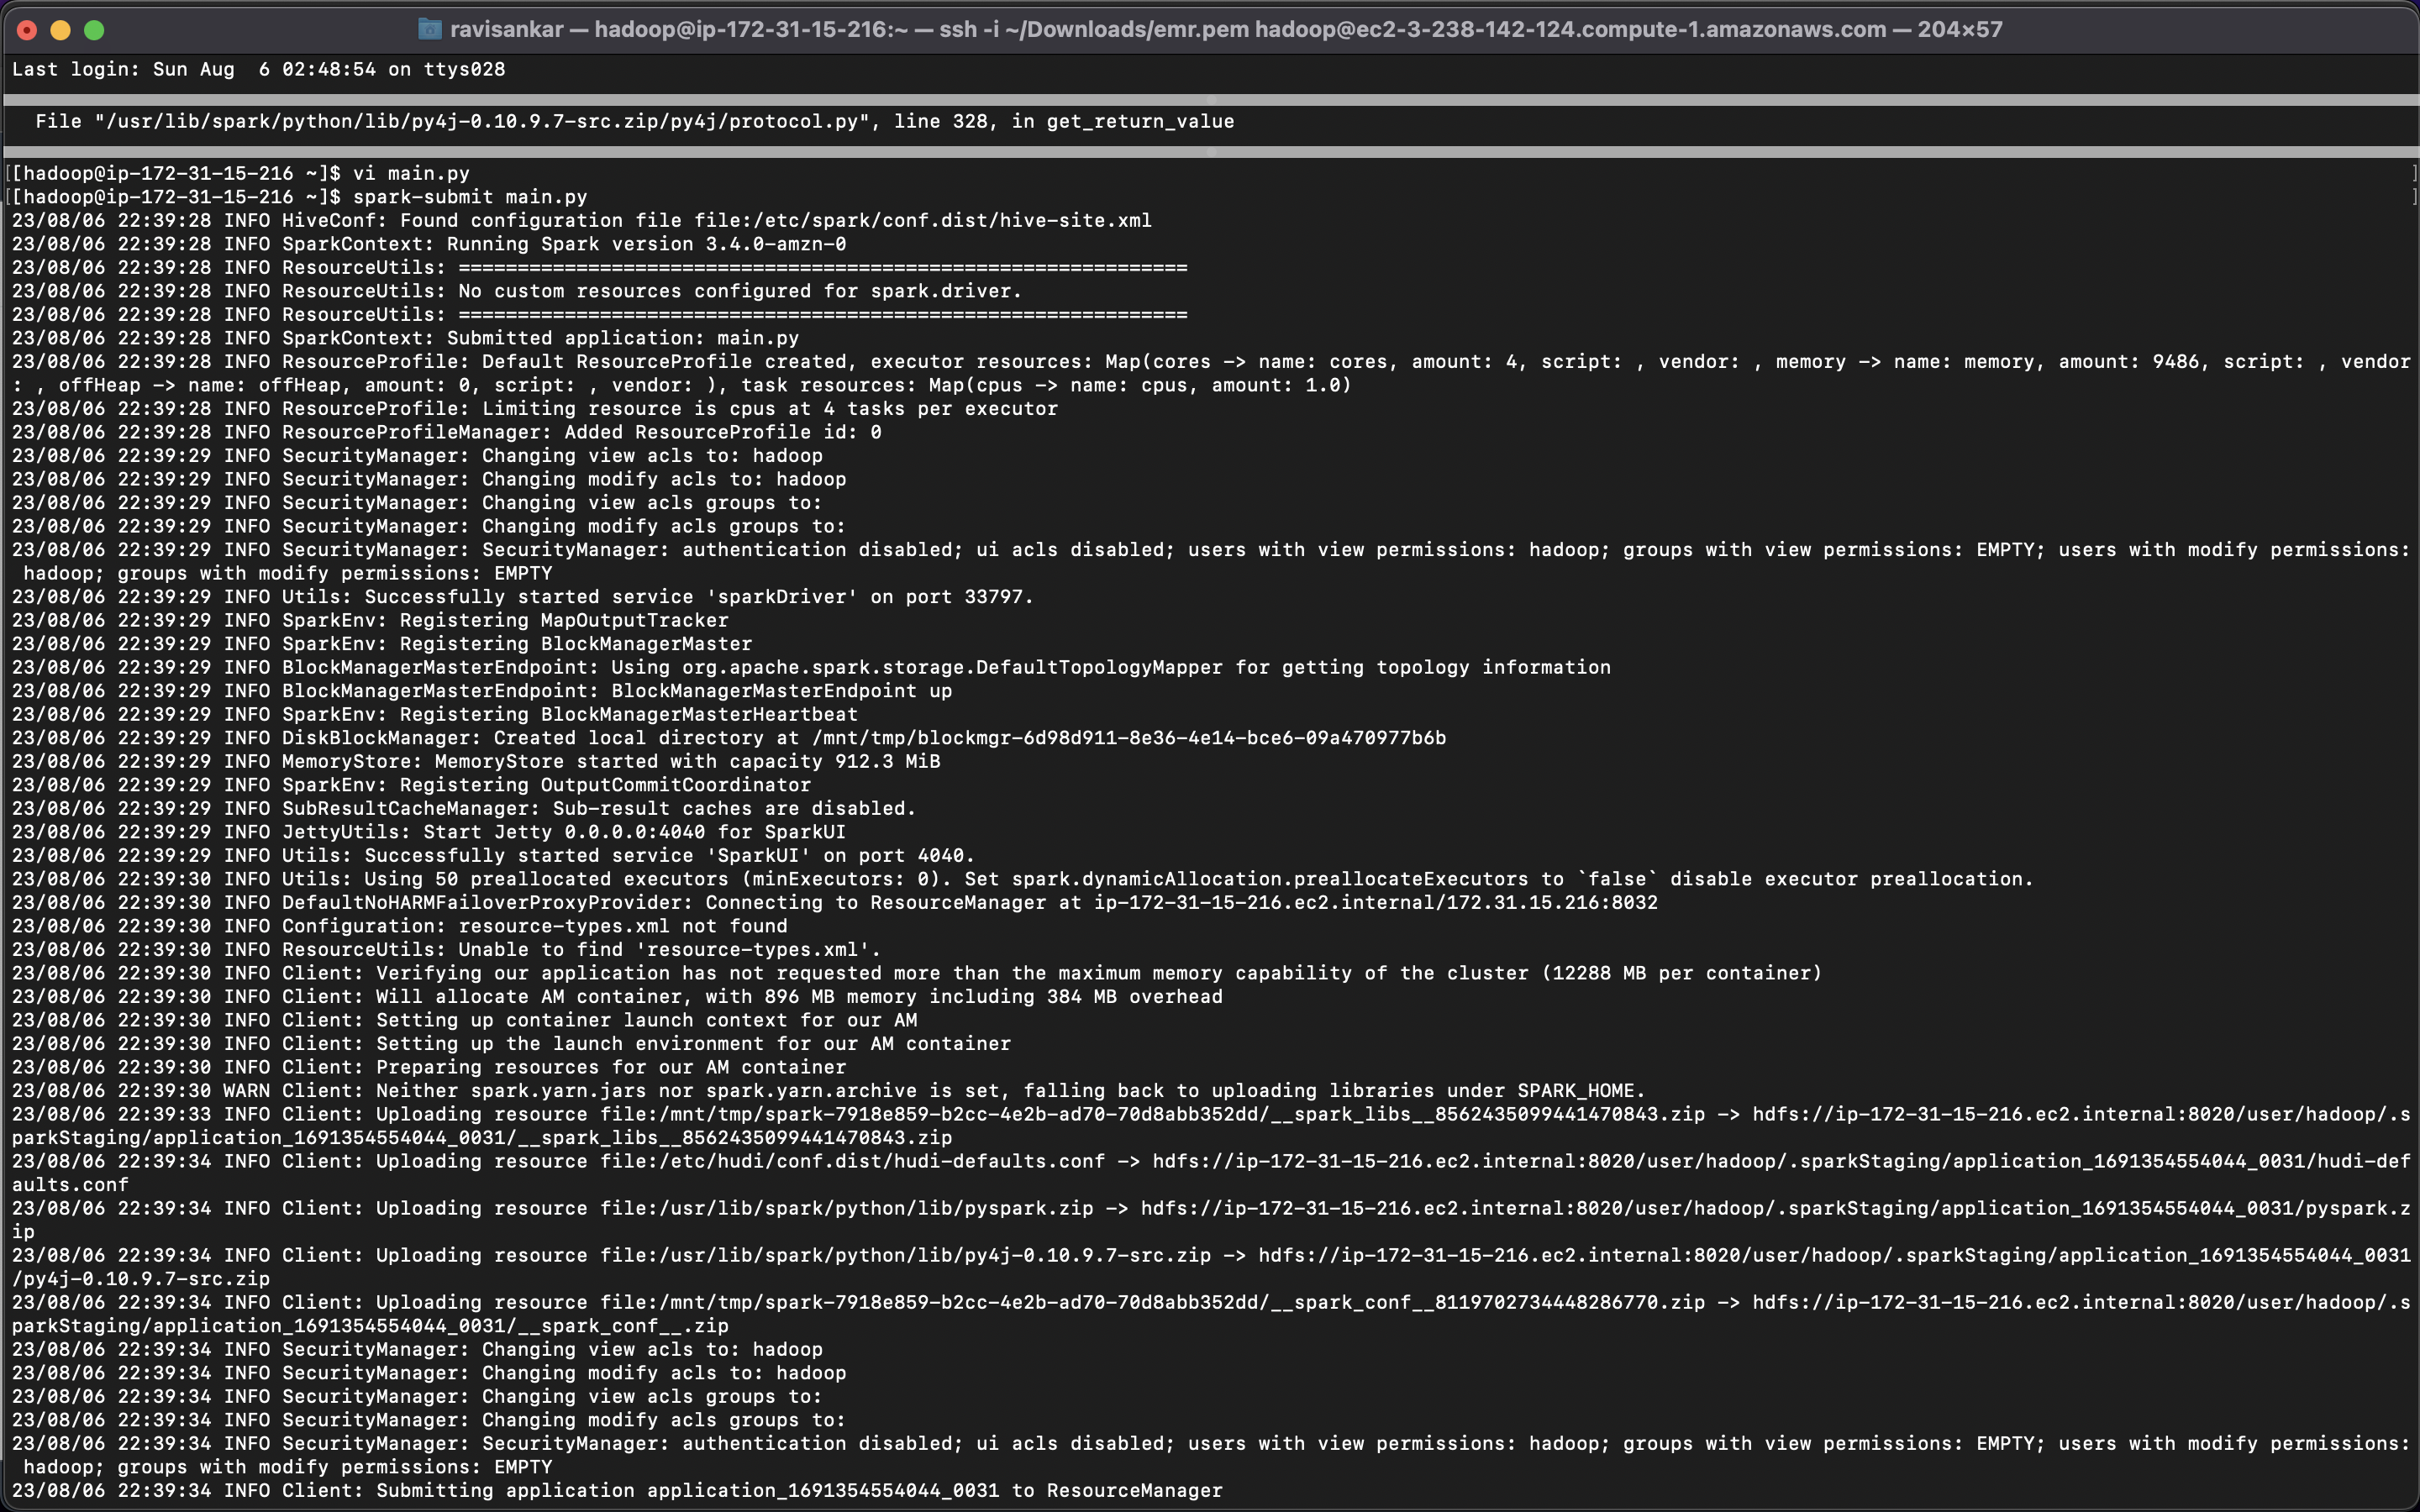 ravisankar — hadoop@ip-172-31-15-216:~ — ssh -i ~/Downloads/emr.pem hadoop@ec2-3-238-142-124.compute-1.amazonaws.com — 204×57
Last login: Sun Aug  6 02:48:54 on ttys028
  File "/usr/lib/spark/python/lib/py4j-0.10.9.7-src.zip/py4j/protocol.py", line 328, in get_return_value
[[hadoop@ip-172-31-15-216 ~]$ vi main.py ]
[[hadoop@ip-172-31-15-216 ~]$ spark-submit main.py ]
23/08/06 22:39:28 INFO HiveConf: Found configuration file file:/etc/spark/conf.dist/hive-site.xml
23/08/06 22:39:28 INFO SparkContext: Running Spark version 3.4.0-amzn-0
23/08/06 22:39:28 INFO ResourceUtils: ==============================================================
23/08/06 22:39:28 INFO ResourceUtils: No custom resources configured for spark.driver.
23/08/06 22:39:28 INFO ResourceUtils: ==============================================================
23/08/06 22:39:28 INFO SparkContext: Submitted application: main.py
23/08/06 22:39:28 INFO ResourceProfile: Default ResourceProfile created, executor resources: Map(cores -> name: cores, amount: 4, script: , vendor: , memory -> name: memory, amount: 9486, script: , vendor
: , offHeap -> name: offHeap, amount: 0, script: , vendor: ), task resources: Map(cpus -> name: cpus, amount: 1.0)
23/08/06 22:39:28 INFO ResourceProfile: Limiting resource is cpus at 4 tasks per executor
23/08/06 22:39:28 INFO ResourceProfileManager: Added ResourceProfile id: 0
23/08/06 22:39:29 INFO SecurityManager: Changing view acls to: hadoop
23/08/06 22:39:29 INFO SecurityManager: Changing modify acls to: hadoop
23/08/06 22:39:29 INFO SecurityManager: Changing view acls groups to:
23/08/06 22:39:29 INFO SecurityManager: Changing modify acls groups to:
23/08/06 22:39:29 INFO SecurityManager: SecurityManager: authentication disabled; ui acls disabled; users with view permissions: hadoop; groups with view permissions: EMPTY; users with modify permissions:
 hadoop; groups with modify permissions: EMPTY
23/08/06 22:39:29 INFO Utils: Successfully started service 'sparkDriver' on port 33797.
23/08/06 22:39:29 INFO SparkEnv: Registering MapOutputTracker
23/08/06 22:39:29 INFO SparkEnv: Registering BlockManagerMaster
23/08/06 22:39:29 INFO BlockManagerMasterEndpoint: Using org.apache.spark.storage.DefaultTopologyMapper for getting topology information
23/08/06 22:39:29 INFO BlockManagerMasterEndpoint: BlockManagerMasterEndpoint up
23/08/06 22:39:29 INFO SparkEnv: Registering BlockManagerMasterHeartbeat
23/08/06 22:39:29 INFO DiskBlockManager: Created local directory at /mnt/tmp/blockmgr-6d98d911-8e36-4e14-bce6-09a470977b6b
23/08/06 22:39:29 INFO MemoryStore: MemoryStore started with capacity 912.3 MiB
23/08/06 22:39:29 INFO SparkEnv: Registering OutputCommitCoordinator
23/08/06 22:39:29 INFO SubResultCacheManager: Sub-result caches are disabled.
23/08/06 22:39:29 INFO JettyUtils: Start Jetty 0.0.0.0:4040 for SparkUI
23/08/06 22:39:29 INFO Utils: Successfully started service 'SparkUI' on port 4040.
23/08/06 22:39:30 INFO Utils: Using 50 preallocated executors (minExecutors: 0). Set spark.dynamicAllocation.preallocateExecutors to `false` disable executor preallocation.
23/08/06 22:39:30 INFO DefaultNoHARMFailoverProxyProvider: Connecting to ResourceManager at ip-172-31-15-216.ec2.internal/172.31.15.216:8032
23/08/06 22:39:30 INFO Configuration: resource-types.xml not found
23/08/06 22:39:30 INFO ResourceUtils: Unable to find 'resource-types.xml'.
23/08/06 22:39:30 INFO Client: Verifying our application has not requested more than the maximum memory capability of the cluster (12288 MB per container)
23/08/06 22:39:30 INFO Client: Will allocate AM container, with 896 MB memory including 384 MB overhead
23/08/06 22:39:30 INFO Client: Setting up container launch context for our AM
23/08/06 22:39:30 INFO Client: Setting up the launch environment for our AM container
23/08/06 22:39:30 INFO Client: Preparing resources for our AM container
23/08/06 22:39:30 WARN Client: Neither spark.yarn.jars nor spark.yarn.archive is set, falling back to uploading libraries under SPARK_HOME.
23/08/06 22:39:33 INFO Client: Uploading resource file:/mnt/tmp/spark-7918e859-b2cc-4e2b-ad70-70d8abb352dd/__spark_libs__8562435099441470843.zip -> hdfs://ip-172-31-15-216.ec2.internal:8020/user/hadoop/.s
parkStaging/application_1691354554044_0031/__spark_libs__8562435099441470843.zip
23/08/06 22:39:34 INFO Client: Uploading resource file:/etc/hudi/conf.dist/hudi-defaults.conf -> hdfs://ip-172-31-15-216.ec2.internal:8020/user/hadoop/.sparkStaging/application_1691354554044_0031/hudi-def
aults.conf
23/08/06 22:39:34 INFO Client: Uploading resource file:/usr/lib/spark/python/lib/pyspark.zip -> hdfs://ip-172-31-15-216.ec2.internal:8020/user/hadoop/.sparkStaging/application_1691354554044_0031/pyspark.z
ip
23/08/06 22:39:34 INFO Client: Uploading resource file:/usr/lib/spark/python/lib/py4j-0.10.9.7-src.zip -> hdfs://ip-172-31-15-216.ec2.internal:8020/user/hadoop/.sparkStaging/application_1691354554044_0031
/py4j-0.10.9.7-src.zip
23/08/06 22:39:34 INFO Client: Uploading resource file:/mnt/tmp/spark-7918e859-b2cc-4e2b-ad70-70d8abb352dd/__spark_conf__8119702734448286770.zip -> hdfs://ip-172-31-15-216.ec2.internal:8020/user/hadoop/.s
parkStaging/application_1691354554044_0031/__spark_conf__.zip
23/08/06 22:39:34 INFO SecurityManager: Changing view acls to: hadoop
23/08/06 22:39:34 INFO SecurityManager: Changing modify acls to: hadoop
23/08/06 22:39:34 INFO SecurityManager: Changing view acls groups to:
23/08/06 22:39:34 INFO SecurityManager: Changing modify acls groups to:
23/08/06 22:39:34 INFO SecurityManager: SecurityManager: authentication disabled; ui acls disabled; users with view permissions: hadoop; groups with view permissions: EMPTY; users with modify permissions:
 hadoop; groups with modify permissions: EMPTY
23/08/06 22:39:34 INFO Client: Submitting application application_1691354554044_0031 to ResourceManager